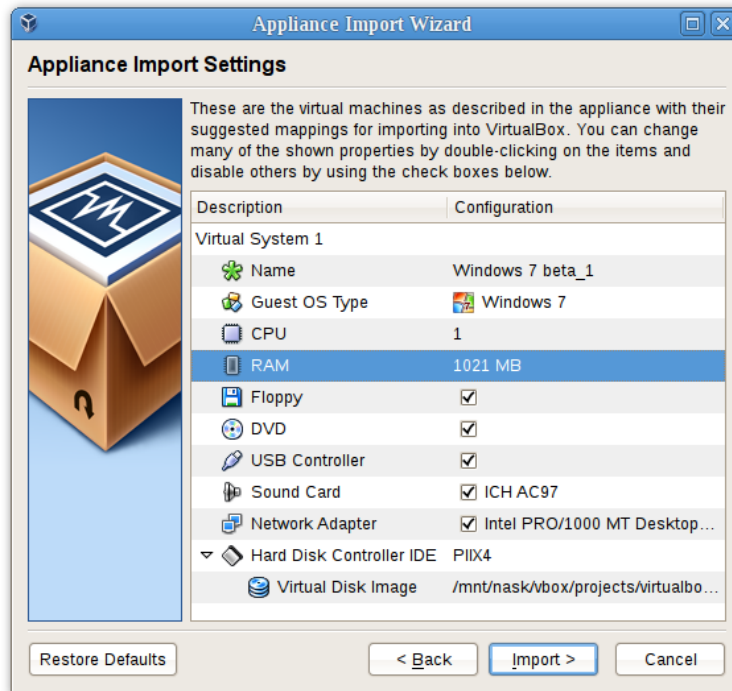 Appliance Import Wizard
Appliance Import Settings
These are the virtual machines as described in the appliance with their
suggested mappings for importing into VirtualBox. You can change
many of the shown properties by double-clicking on the items and
disable others by using the check boxes below.
Description Configuration
Virtual System 1
Name Windows 7 beta_1
Guest OS Type Windows 7
CPU 1
RAM 1021 MB
Floppy
DVD
USB Controller
Sound Card ICH AC97
Network Adapter Intel PRO/1000 MT Desktop...
Hard Disk Controller IDE PIIX4
Virtual Disk Image /mnt/nask/vbox/projects/virtualbo...
Restore Defaults < Back Import > Cancel